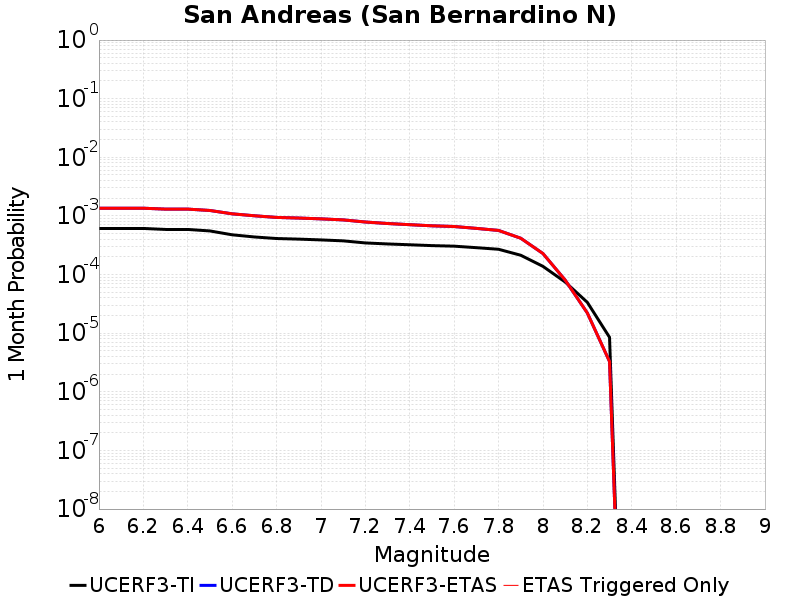 San Andreas (San Bernardino N)
1 Month Probability
10^0
10^-1
10^-2
10^-3
10^-4
10^-5
10^-6
10^-7
10^-8
6 6.2 6.4 6.6 6.8 7 7.2 7.4 7.6 7.8 8 8.2 8.4 8.6 8.8 9
Magnitude
UCERF3-TI UCERF3-TD UCERF3-ETAS ETAS Triggered Only